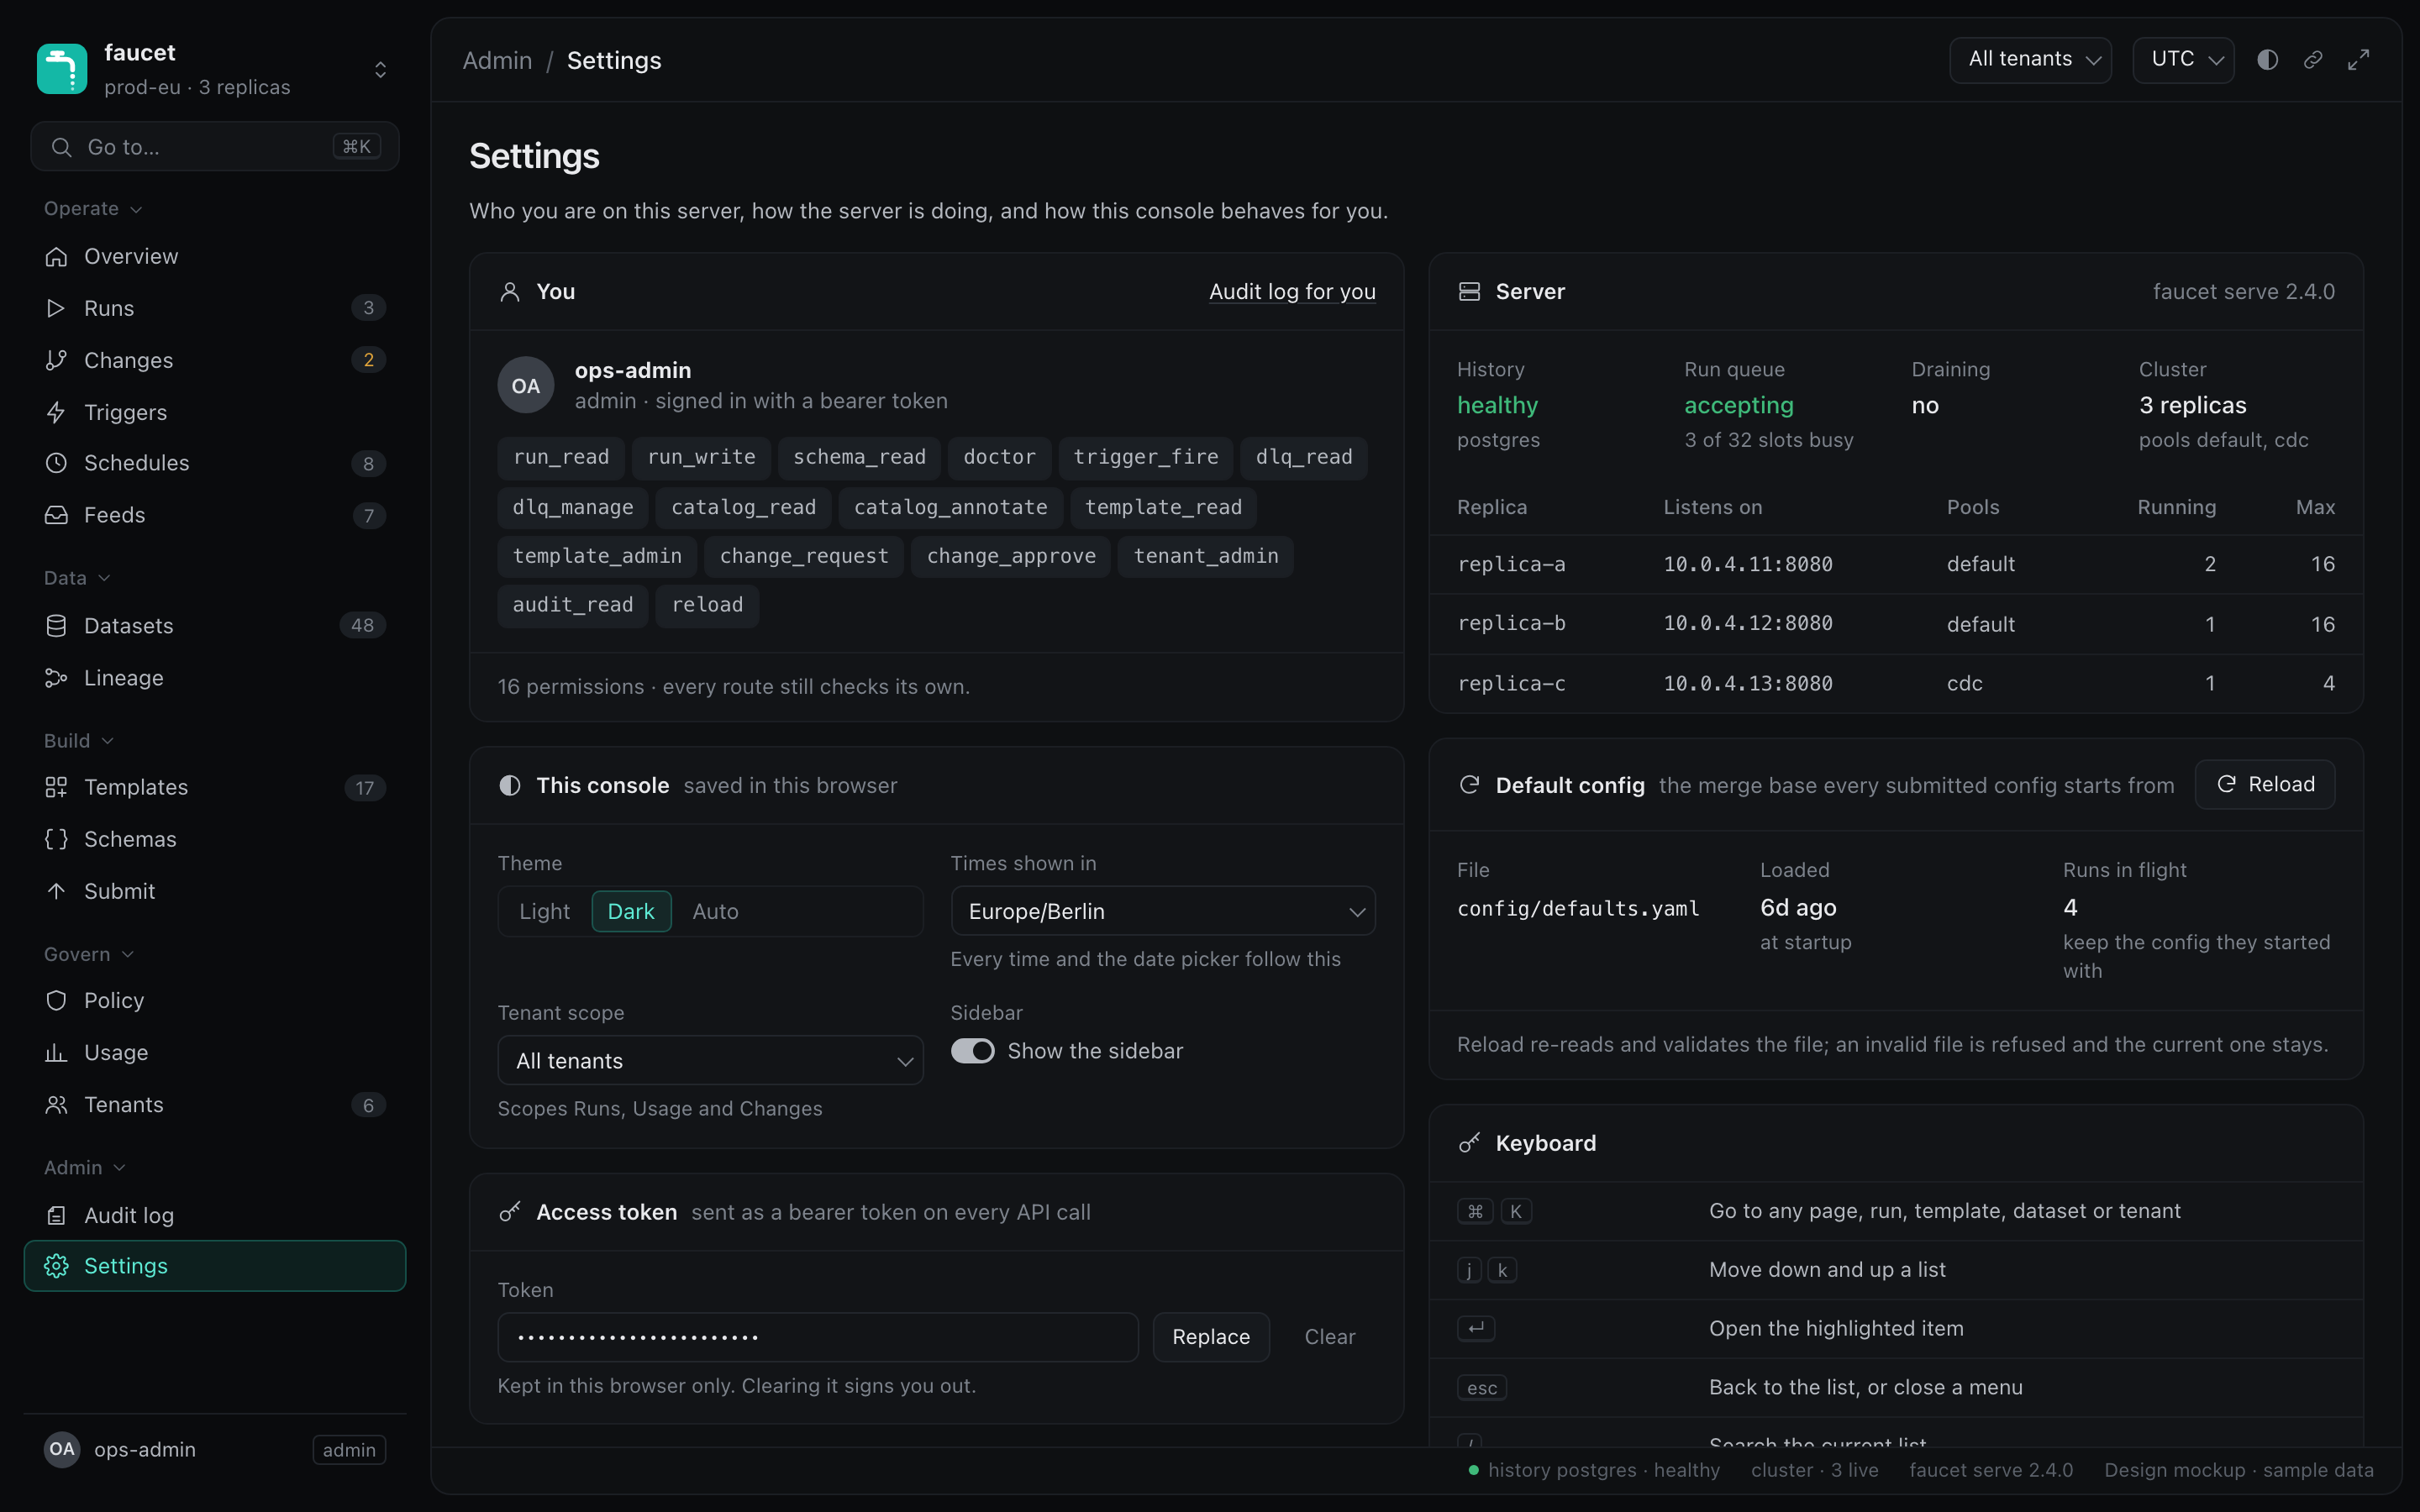 faucet
prod-eu · 3 replicas
Go to...
⌘K
Operate
Overview
Runs 3
Changes 2
Triggers
Schedules 8
Feeds 7
Data
Datasets 48
Lineage
Build
Templates 17
Schemas
Submit
Govern
Policy
Usage
Tenants 6
Admin
Audit log
Settings
OA ops-admin admin
Admin / Settings
All tenants
UTC
Settings
Who you are on this server, how the server is doing, and how this console behaves for you.
You
Audit log for you
OA
ops-admin
admin · signed in with a bearer token
run_read run_write schema_read doctor trigger_fire dlq_read
dlq_manage catalog_read catalog_annotate template_read
template_admin change_request change_approve tenant_admin
audit_read reload
16 permissions · every route still checks its own.
This console saved in this browser
Theme
Light Dark Auto
Times shown in
Europe/Berlin
Every time and the date picker follow this
Tenant scope
All tenants
Scopes Runs, Usage and Changes
Sidebar
Show the sidebar
Access token sent as a bearer token on every API call
Token
••••••••••••••••••••••••
Replace
Clear
Kept in this browser only. Clearing it signs you out.
Server
faucet serve 2.4.0
History Run queue Draining Cluster
healthy accepting no 3 replicas
postgres 3 of 32 slots busy pools default, cdc
Replica Listens on Pools Running Max
replica-a 10.0.4.11:8080 default 2 16
replica-b 10.0.4.12:8080 default 1 16
replica-c 10.0.4.13:8080 cdc 1 4
Default config the merge base every submitted config starts from
Reload
File Loaded Runs in flight
config/defaults.yaml 6d ago 4
at startup keep the config they started
with
Reload re-reads and validates the file; an invalid file is refused and the current one stays.
Keyboard
⌘ K Go to any page, run, template, dataset or tenant
j k Move down and up a list
↵ Open the highlighted item
esc Back to the list, or close a menu
/ Search the current list
history postgres · healthy cluster · 3 live faucet serve 2.4.0 Design mockup · sample data